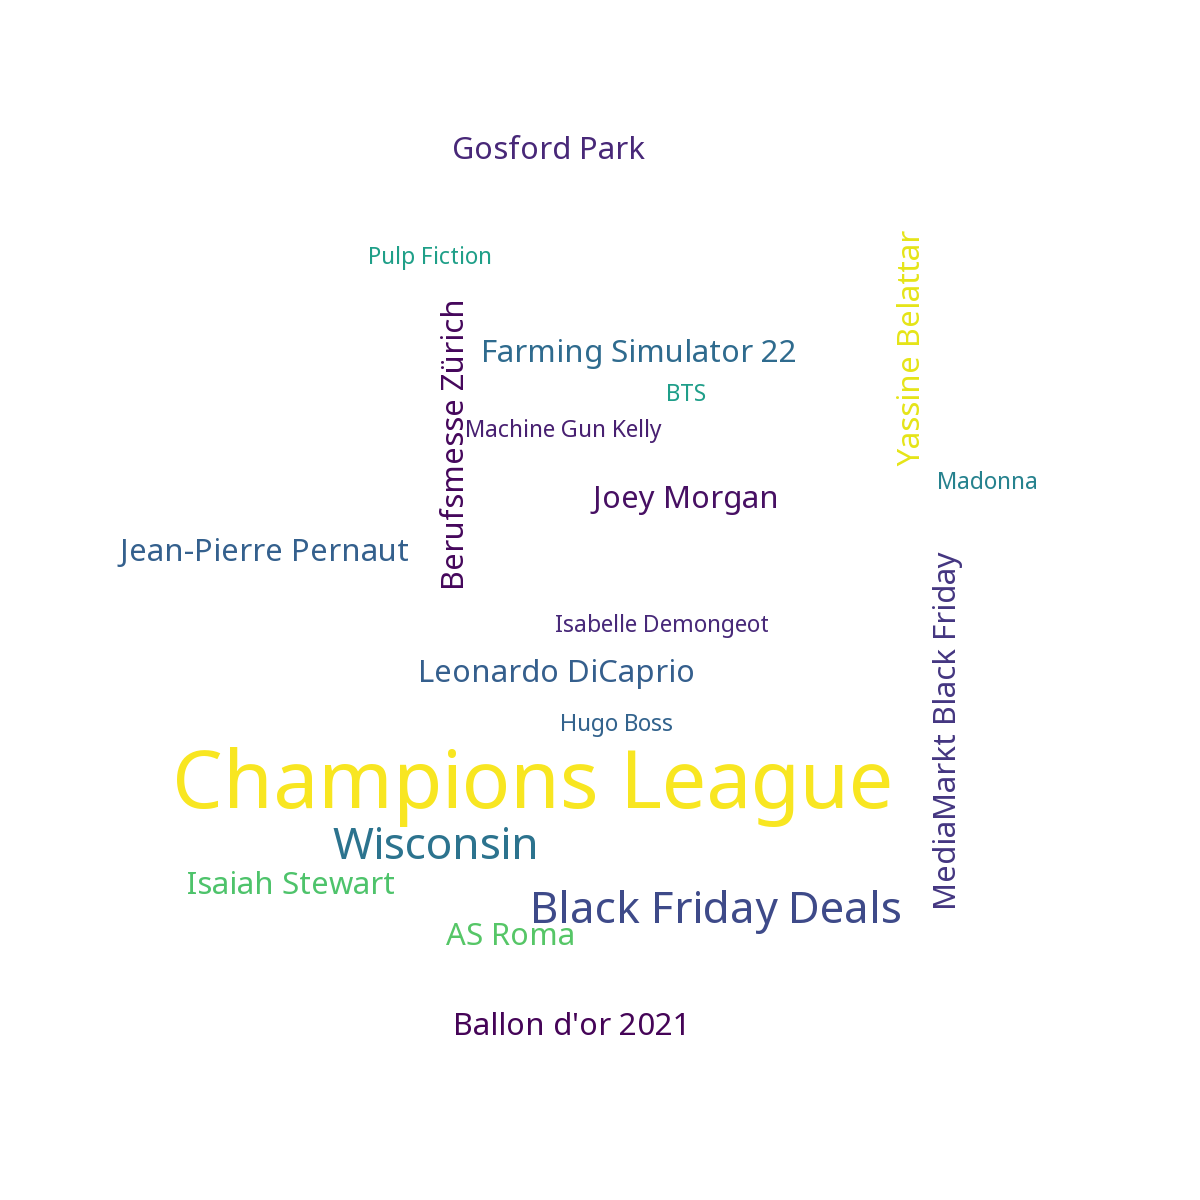 Gosford Park
Pulp Fiction
Yassine Belattar
Berufsmesse Zürich
Farming Simulator 22
BTS
Machine Gun Kelly
Madonna
Joey Morgan
Jean-Pierre Pernaut
MediaMarkt Black Friday
Isabelle Demongeot
Leonardo DiCaprio
Hugo Boss
Champions League
Wisconsin
Isaiah Stewart
Black Friday Deals
AS Roma
Ballon d'or 2021